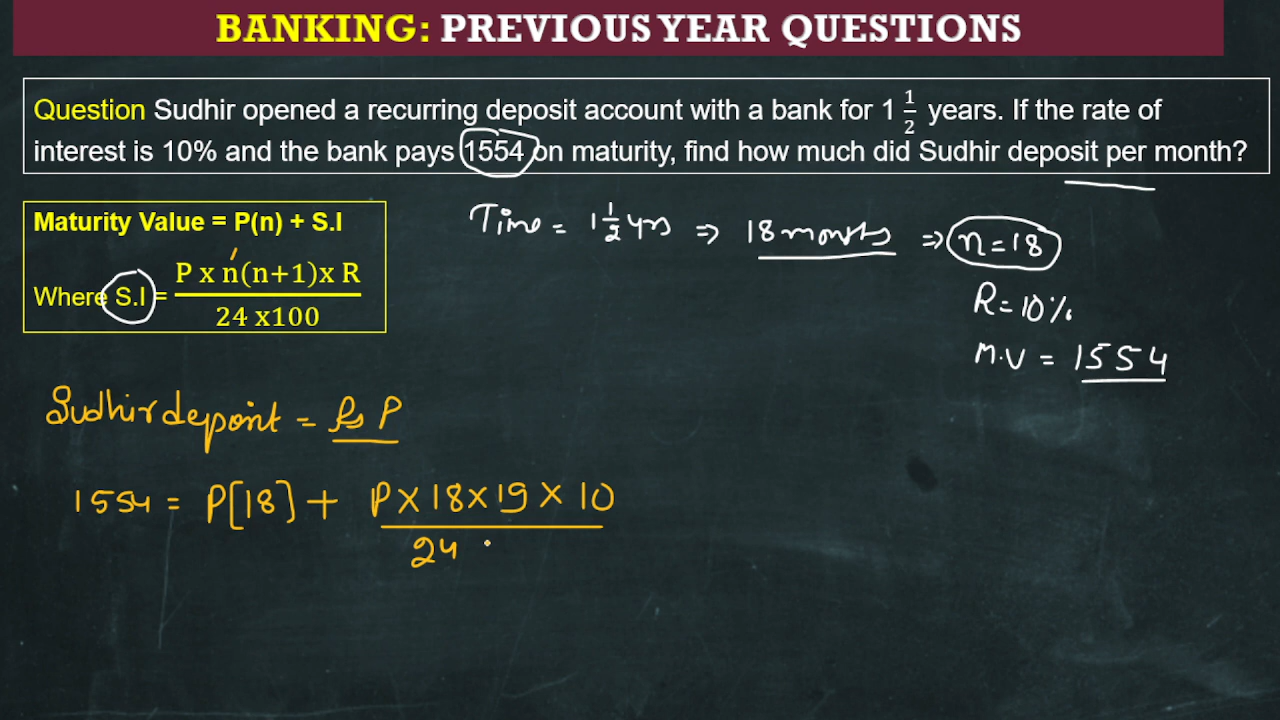 BANKING: PREVIOUS YEAR QUESTIONS
Question Sudhir opened a recurring deposit account with a bank for 1 1/2 years. If the rate of
interest is 10% and the bank pays 1554 on maturity, find how much did Sudhir deposit per month?
Maturity Value = P(n) + S.I
Where S.I = P x n(n+1)x R / 24 x100
Time = 1 1/2 yrs ⇒ 18 months ⇒ n=18
R=10%
M.V = 1554
Sudhir deposit = Rs P
1554 = P[18] + P×18×19×10 / 24